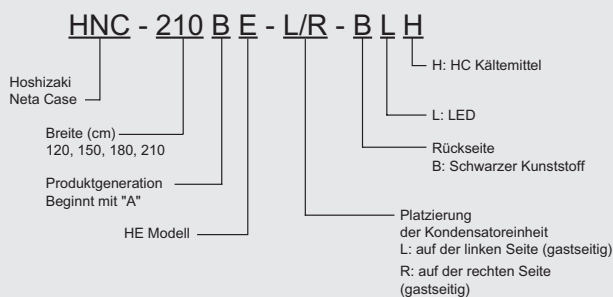 HNC - 210 B E - L/R - B L H
Hoshizaki
Neta Case
Breite (cm)
120, 150, 180, 210
Produktgeneration
Beginnt mit "A"
HE Modell
H: HC Kältemittel
L: LED
Rückseite
B: Schwarzer Kunststoff
Platzierung
der Kondensatoreinheit
L: auf der linken Seite (gastseitig)
R: auf der rechten Seite
(gastseitig)